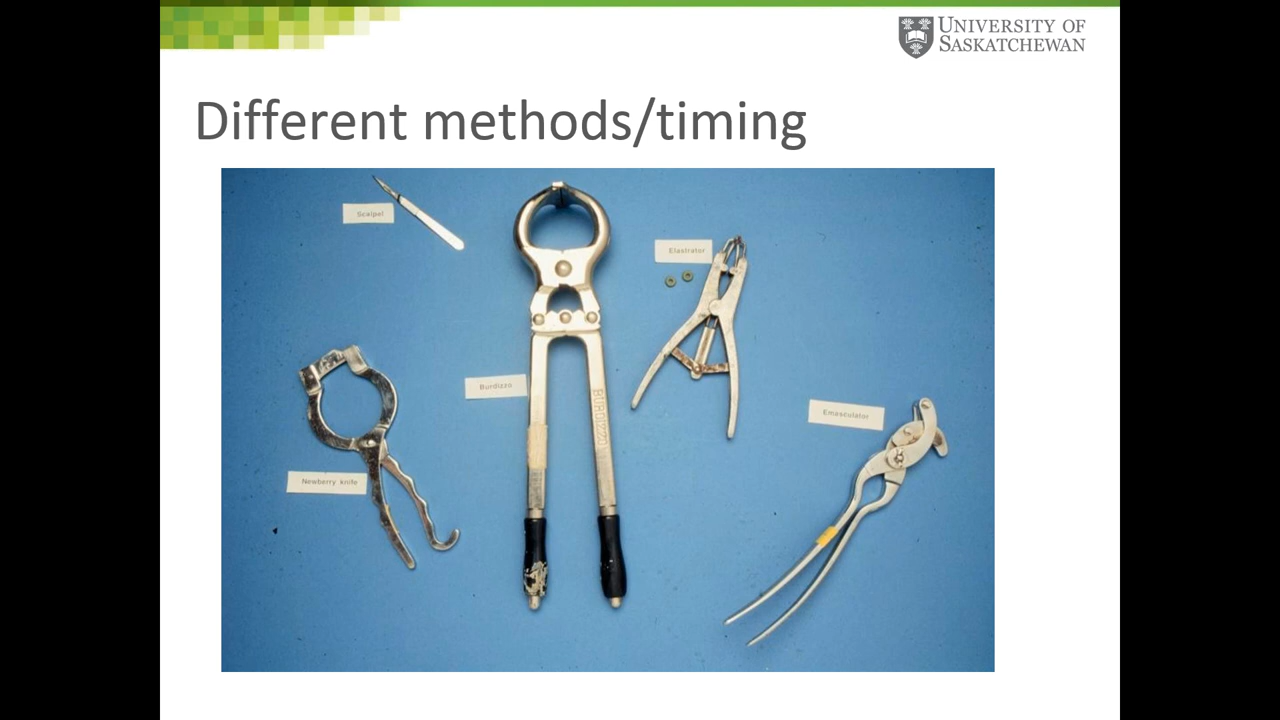 UNIVERSITY OF
SASKATCHEWAN
Different methods/timing
Scalpel
Elastrator
Burdizzo
BURDIZZO
Emasculator
Newberry knife